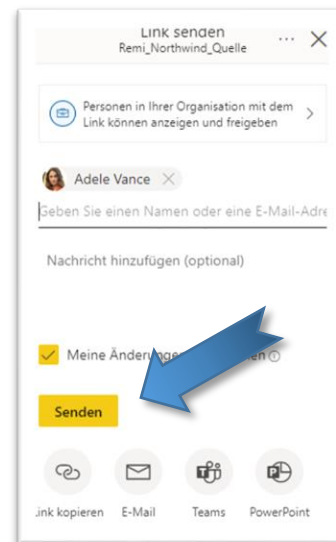 Link senden
Remi_Northwind_Quelle
Personen in Ihrer Organisation mit dem
Link können anzeigen und freigeben
Adele Vance
Geben Sie einen Namen oder eine E-Mail-Adre
Nachricht hinzufügen (optional)
Meine
Senden
Link kopieren E-Mail Teams PowerPoint